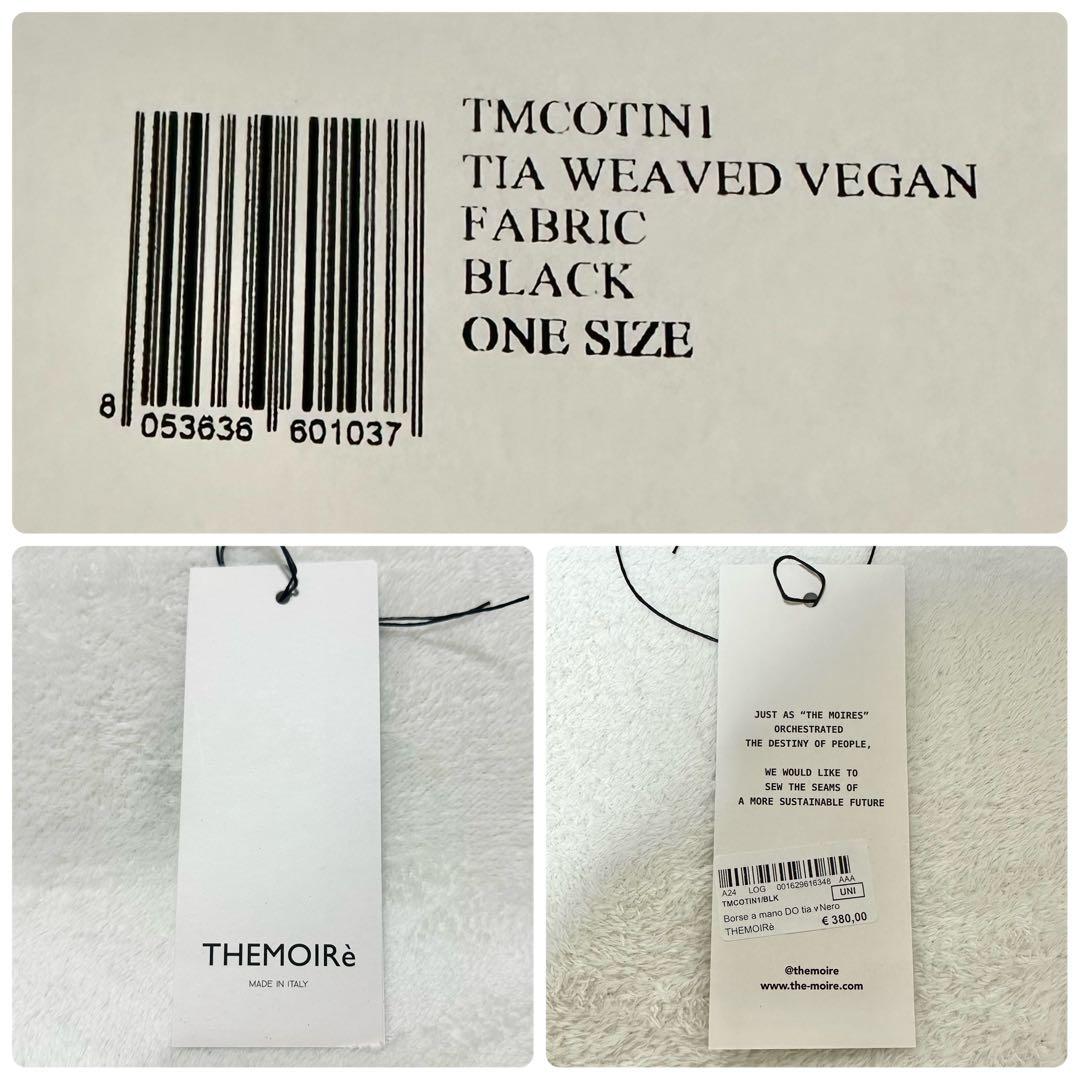 TMCOTIN1
TIA WEAVED VEGAN
FABRIC
BLACK
ONE SIZE
8 053636 601037
THEMOIRè
MADE IN ITALY
JUST AS “THE MOIRES”
ORCHESTRATED
THE DESTINY OF PEOPLE,
WE WOULD LIKE TO
SEW THE SEAMS OF
A MORE SUSTAINABLE FUTURE
A24 LOG 001629616348 AAA
TMCOTIN1/BLK UNI
Borse a mano DO tia v Nero
THEMOIRè € 380,00
@themoire
www.the-moire.com